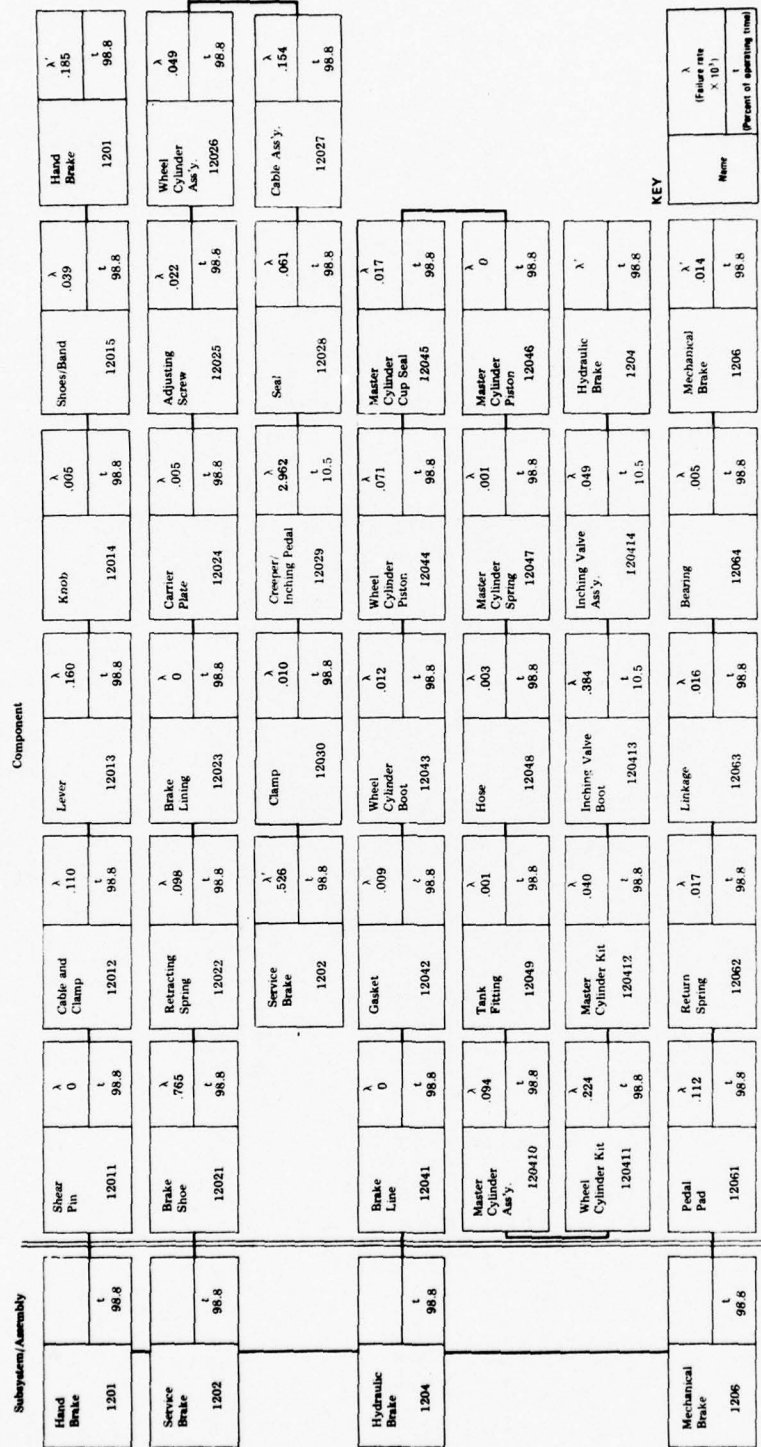 Component
Subsystem/Assembly
Hand
Brake
1201
t
98.8
Shear
Pin
12011
λ
0
t
98.8
Cable and
Clamp
12012
λ
.110
t
98.8
Lever
12013
λ
.160
t
98.8
Knob
12014
λ
.005
t
98.8
Shoes/Band
12015
λ
.039
t
98.8
Hand
Brake
1201
λ'
.185
t
98.8
Service
Brake
1202
t
98.8
Brake
Shoe
12021
λ
.765
t
98.8
Retracting
Spring
12022
λ
.098
t
98.8
Brake
Lining
12023
λ
0
t
98.8
Carrier
Plate
12024
λ
.005
t
98.8
Adjusting
Screw
12025
λ
.022
t
98.8
Wheel
Cylinder
Ass'y.
12026
λ
.049
t
98.8
Service
Brake
1202
λ'
.526
t
98.8
Clamp
12030
λ
.010
t
98.8
Creeper/
Inching Pedal
12029
λ
2.962
t
10.5
Seal
12028
λ
.061
t
98.8
Cable Ass'y.
12027
λ
.154
t
98.8
Hydraulic
Brake
1204
t
98.8
Brake
Line
12041
λ
0
t
98.8
Gasket
12042
λ
.009
t
98.8
Wheel
Cylinder
Boot
12043
λ
.012
t
98.8
Wheel
Cylinder
Piston
12044
λ
.071
t
98.8
Master
Cylinder
Cup Seal
12045
λ
.017
t
98.8
Master
Cylinder
Ass'y.
120410
λ
.094
t
98.8
Tank
Fitting
12049
λ
.001
t
98.8
Hose
12048
λ
.003
t
98.8
Master
Cylinder
Spring
12047
λ
.001
t
98.8
Master
Cylinder
Piston
12046
λ
0
t
98.8
Wheel
Cylinder Kit
120411
λ
.224
t
98.8
Master
Cylinder Kit
120412
λ
.040
t
98.8
Inching Valve
Boot
120413
λ
.384
t
10.5
Inching Valve
Ass'y.
120414
λ
.049
t
10.5
Hydraulic
Brake
1204
λ'
t
98.8
Mechanical
Brake
1206
t
98.8
Pedal
Pad
12061
λ
.112
t
98.8
Return
Spring
12062
λ
.017
t
98.8
Linkage
12063
λ
.016
t
98.8
Bearing
12064
λ
.005
t
98.8
Mechanical
Brake
1206
λ'
.014
t
98.8
KEY
Name
λ
(Failure rate
× 10³)
t
(Percent of operating time)